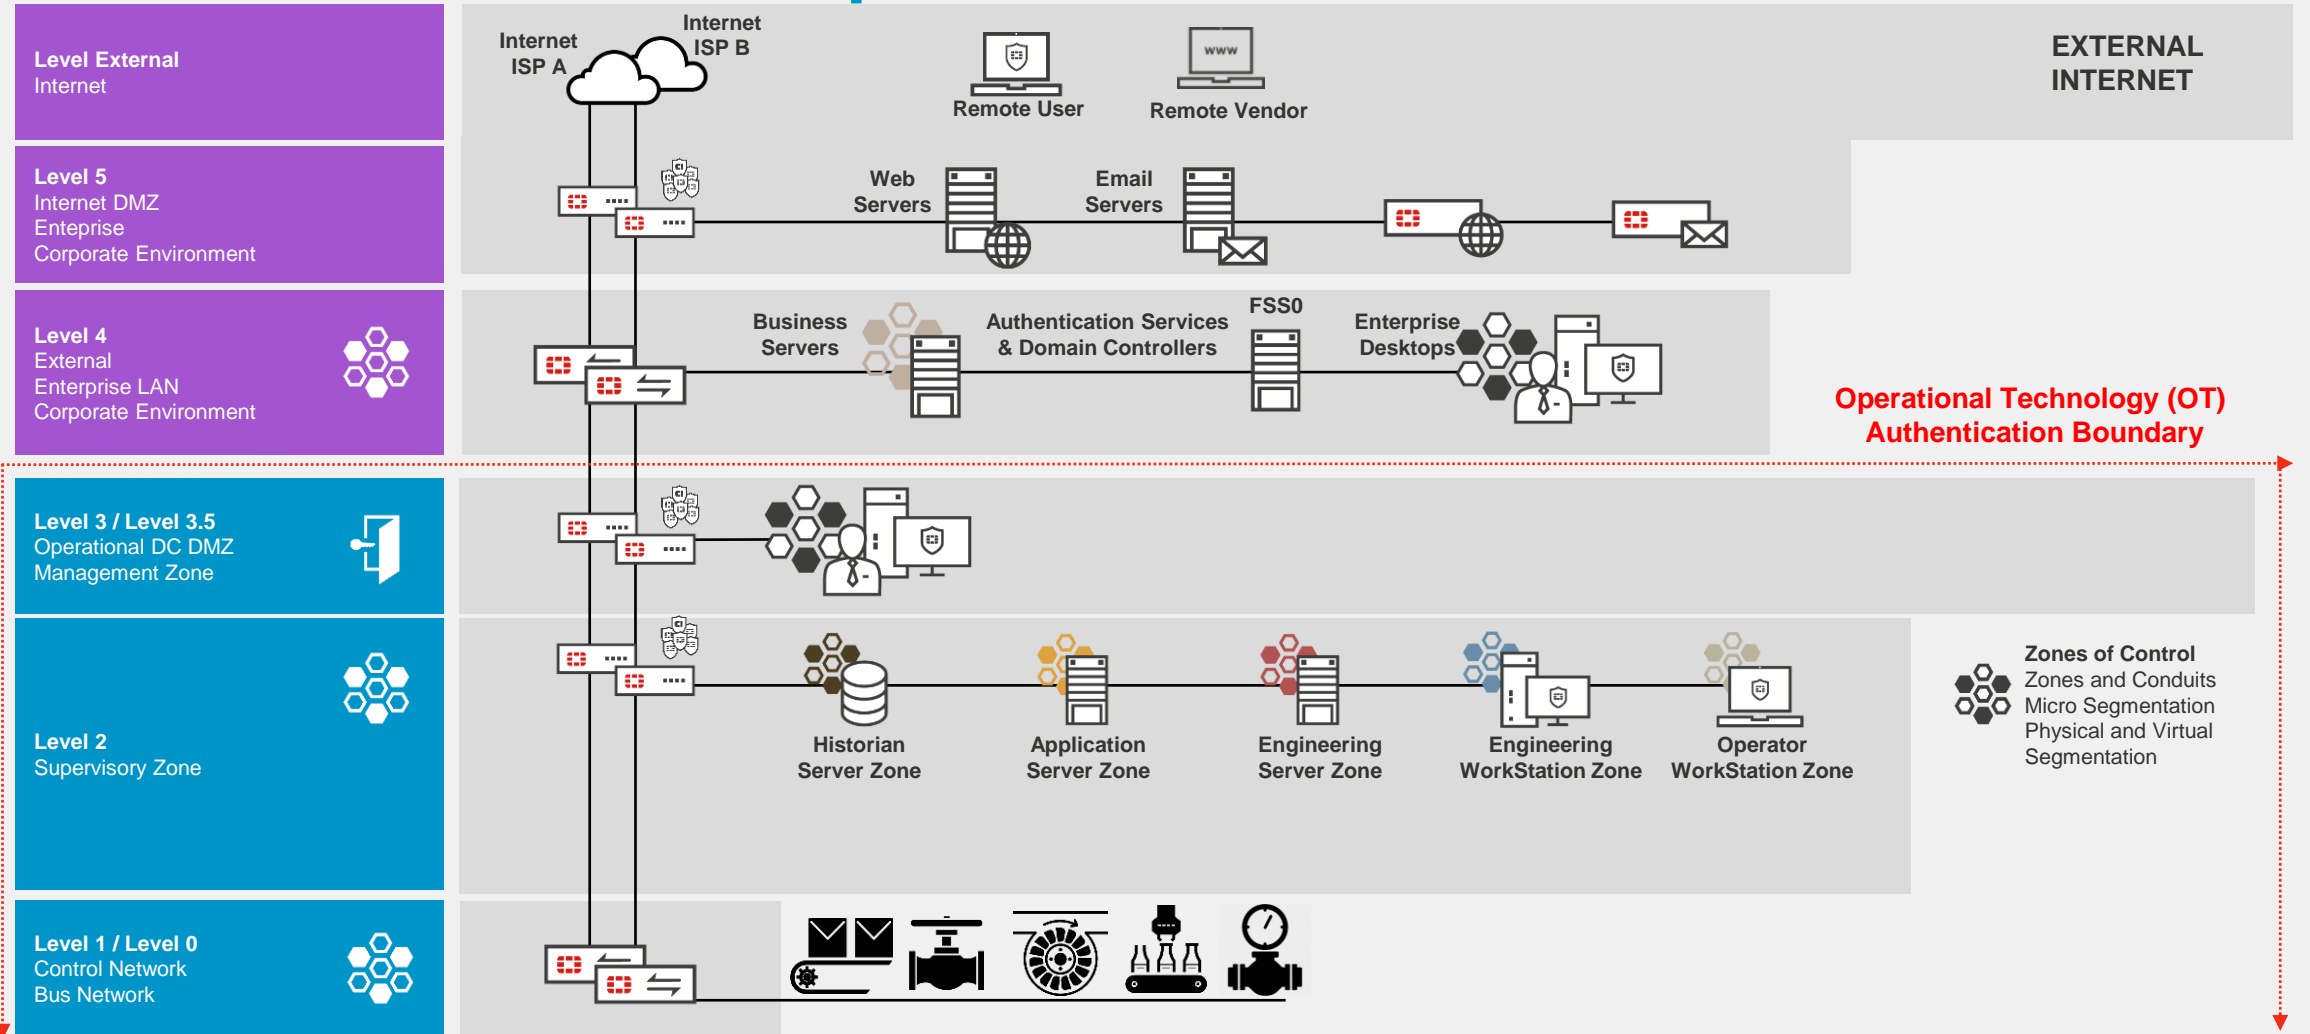 Level External
Internet
Internet
ISP A
Internet
ISP B
Remote User
www
Remote Vendor
EXTERNAL
INTERNET
Level 5
Internet DMZ
Enteprise
Corporate Environment
Web
Servers
Email
Servers
Level 4
External
Enterprise LAN
Corporate Environment
Business
Servers
Authentication Services
& Domain Controllers
FSS0
Enterprise
Desktops
Operational Technology (OT)
Authentication Boundary
Level 3 / Level 3.5
Operational DC DMZ
Management Zone
Level 2
Supervisory Zone
Historian
Server Zone
Application
Server Zone
Engineering
Server Zone
Engineering
WorkStation Zone
Operator
WorkStation Zone
Zones of Control
Zones and Conduits
Micro Segmentation
Physical and Virtual
Segmentation
Level 1 / Level 0
Control Network
Bus Network